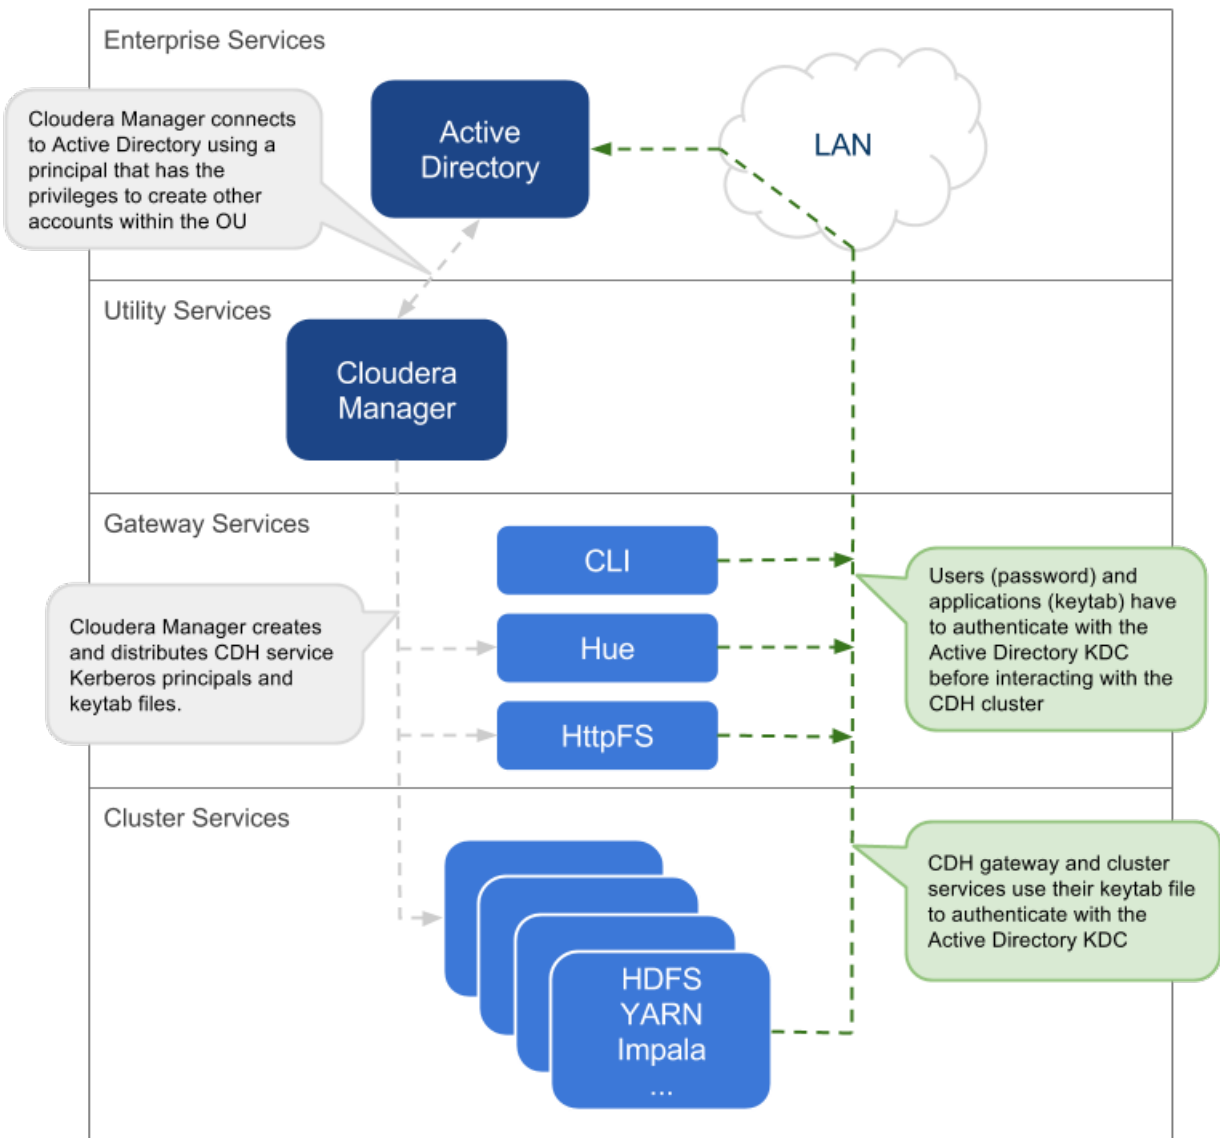 Enterprise Services
Cloudera Manager connects
to Active Directory using a
principal that has the
privileges to create other
accounts within the OU
Active
Directory
LAN
Utility Services
Cloudera
Manager
Gateway Services
CLI
Hue
HttpFS
Cloudera Manager creates
and distributes CDH service
Kerberos principals and
keytab files.
Users (password) and
applications (keytab) have
to authenticate with the
Active Directory KDC
before interacting with the
CDH cluster
Cluster Services
HDFS
YARN
Impala
...
CDH gateway and cluster
services use their keytab file
to authenticate with the
Active Directory KDC